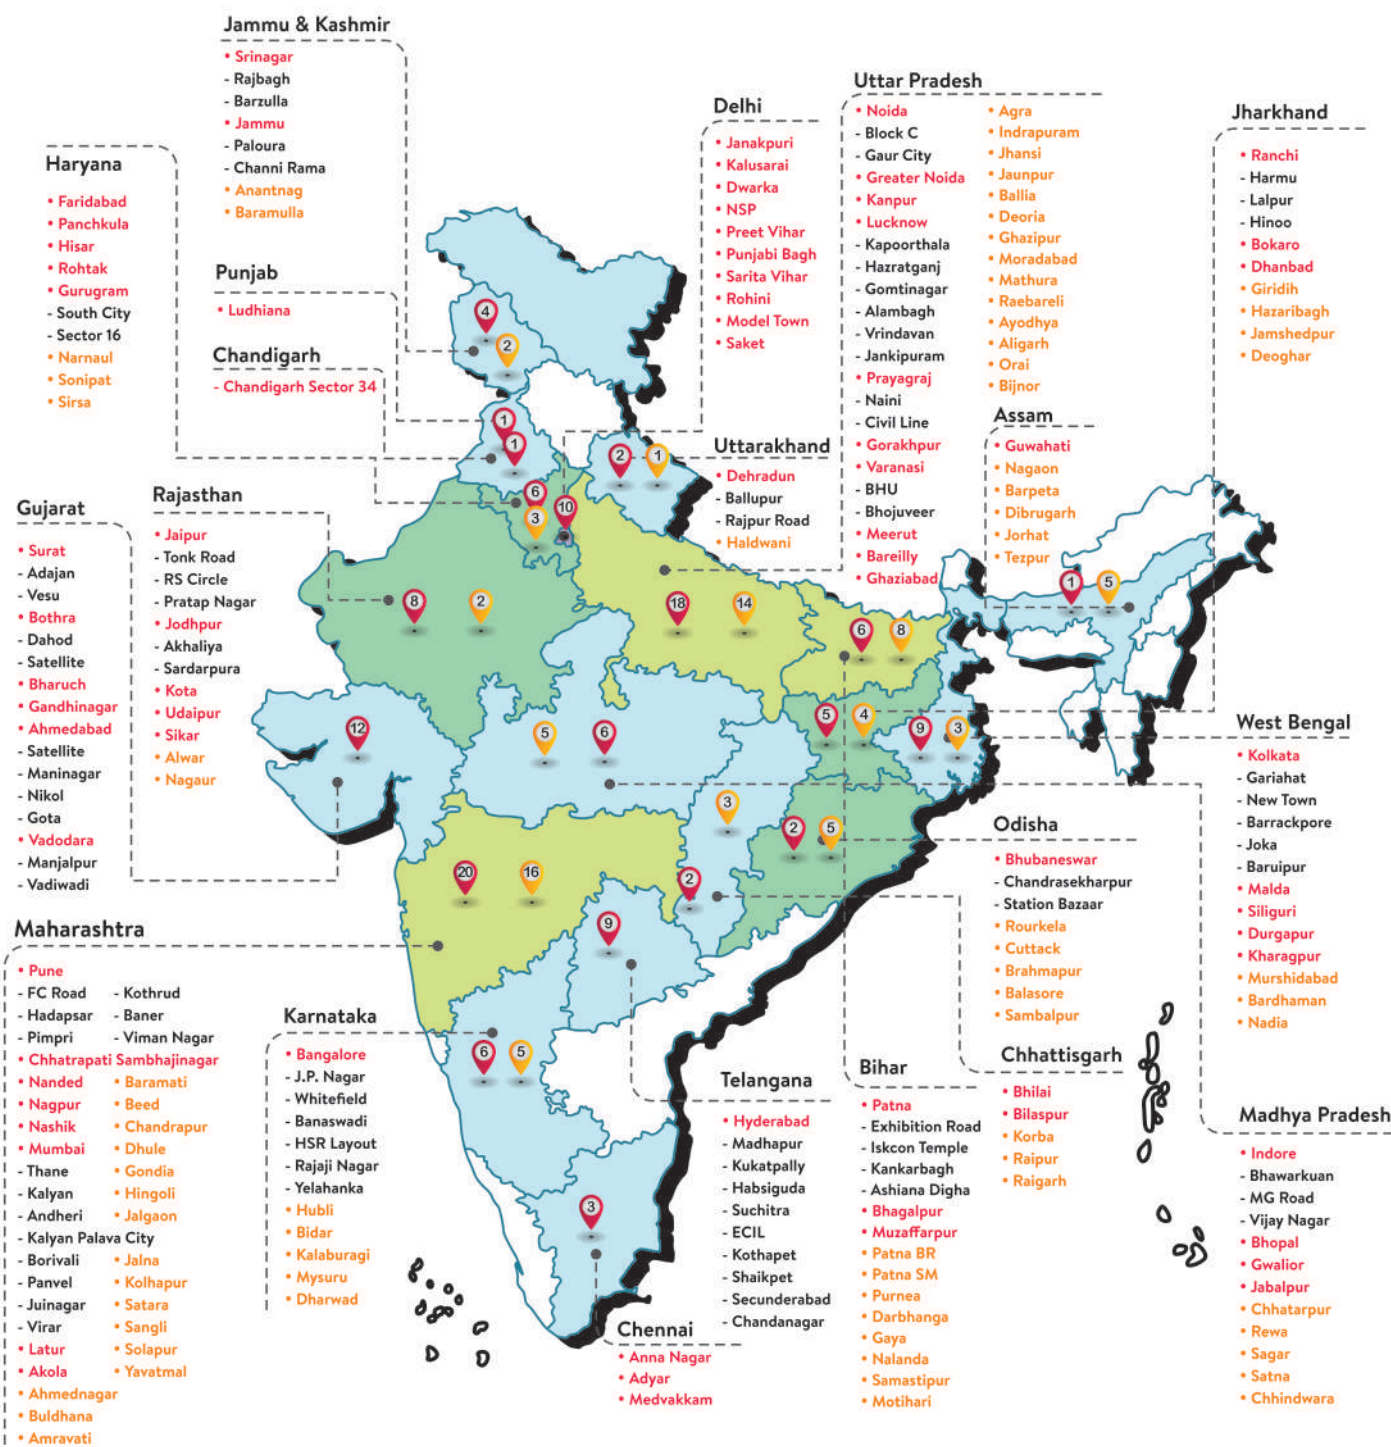 Jammu & Kashmir
• Srinagar
- Rajbagh
- Barzulla
• Jammu
- Paloura
- Channi Rama
• Anantnag
• Baramulla
Haryana
• Faridabad
• Panchkula
• Hisar
• Rohtak
• Gurugram
- South City
- Sector 16
• Narnaul
• Sonipat
• Sirsa
Punjab
• Ludhiana
Chandigarh
- Chandigarh Sector 34
Delhi
• Janakpuri
• Kalusarai
• Dwarka
• NSP
• Preet Vihar
• Punjabi Bagh
• Sarita Vihar
• Rohini
• Model Town
• Saket
Uttar Pradesh
• Noida
- Block C
- Gaur City
• Greater Noida
• Kanpur
• Lucknow
- Kapoorthala
- Hazratganj
- Gomtinagar
- Alambagh
- Vrindavan
- Jankipuram
• Prayagraj
- Naini
- Civil Line
• Gorakhpur
• Varanasi
- BHU
- Bhojuveer
• Meerut
• Bareilly
• Ghaziabad
• Agra
• Indrapuram
• Jhansi
• Jaunpur
• Ballia
• Deoria
• Ghazipur
• Moradabad
• Mathura
• Raebareli
• Ayodhya
• Aligarh
• Orai
• Bijnor
Jharkhand
• Ranchi
- Harmu
- Lalpur
- Hinoo
• Bokaro
• Dhanbad
• Giridih
• Hazaribagh
• Jamshedpur
• Deoghar
Assam
• Guwahati
• Nagaon
• Barpeta
• Dibrugarh
• Jorhat
• Tezpur
Uttarakhand
• Dehradun
- Ballupur
- Rajpur Road
• Haldwani
Gujarat
• Surat
- Adajan
- Vesu
• Bothra
- Dahod
- Satellite
• Bharuch
• Gandhinagar
• Ahmedabad
- Satellite
- Maninagar
- Nikol
- Gota
• Vadodara
- Manjalpur
- Vadiwadi
Rajasthan
• Jaipur
- Tonk Road
- RS Circle
- Pratap Nagar
• Jodhpur
- Akhaliya
- Sardarpura
• Kota
• Udaipur
• Sikar
• Alwar
• Nagaur
4
2
1
1
2
1
6
3
10
8
2
18
14
6
8
1
5
12
5
6
5
4
9
3
3
2
5
20
16
2
9
6
5
3
West Bengal
• Kolkata
- Gariahat
- New Town
- Barrackpore
- Joka
- Baruipur
• Malda
• Siliguri
• Durgapur
• Kharagpur
• Murshidabad
• Bardhaman
• Nadia
Odisha
• Bhubaneswar
- Chandrasekharpur
- Station Bazaar
• Rourkela
• Cuttack
• Brahmapur
• Balasore
• Sambalpur
Maharashtra
• Pune
- FC Road - Kothrud
- Hadapsar - Baner
- Pimpri - Viman Nagar
• Chhatrapati Sambhajinagar
• Nanded • Baramati
• Nagpur • Beed
• Nashik • Chandrapur
• Mumbai • Dhule
- Thane • Gondia
- Kalyan • Hingoli
- Andheri • Jalgaon
- Kalyan Palava City
- Borivali • Jalna
- Panvel • Kolhapur
- Juinagar • Satara
- Virar • Sangli
• Latur • Solapur
• Akola • Yavatmal
• Ahmednagar
• Buldhana
• Amravati
Karnataka
• Bangalore
- J.P. Nagar
- Whitefield
- Banaswadi
- HSR Layout
- Rajaji Nagar
- Yelahanka
• Hubli
• Bidar
• Kalaburagi
• Mysuru
• Dharwad
Chennai
• Anna Nagar
• Adyar
• Medvakkam
Telangana
• Hyderabad
- Madhapur
- Kukatpally
- Habsiguda
- Suchitra
- ECIL
- Kothapet
- Shaikpet
- Secunderabad
- Chandanagar
Bihar
• Patna
- Exhibition Road
- Iskcon Temple
- Kankarbagh
- Ashiana Digha
• Bhagalpur
• Muzaffarpur
• Patna BR
• Patna SM
• Purnea
• Darbhanga
• Gaya
• Nalanda
• Samastipur
• Motihari
Chhattisgarh
• Bhilai
• Bilaspur
• Korba
• Raipur
• Raigarh
Madhya Pradesh
• Indore
- Bhawarkuan
- MG Road
- Vijay Nagar
• Bhopal
• Gwalior
• Jabalpur
• Chhatarpur
• Rewa
• Sagar
• Satna
• Chhindwara